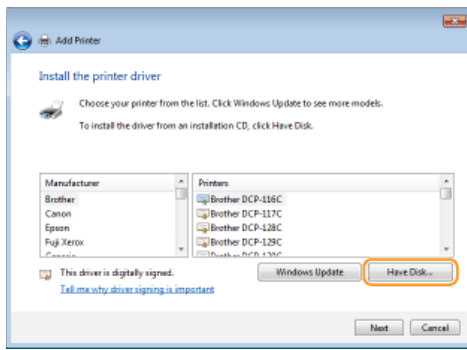 Add Printer
Install the printer driver
Choose your printer from the list. Click Windows Update to see more models.
To install the driver from an installation CD, click Have Disk.
Manufacturer
Brother
Canon
Epson
Fuji Xerox
Printers
Brother DCP-116C
Brother DCP-117C
Brother DCP-128C
Brother DCP-129C
This driver is digitally signed.
Tell me why driver signing is important
Windows Update
Have Disk...
Next
Cancel